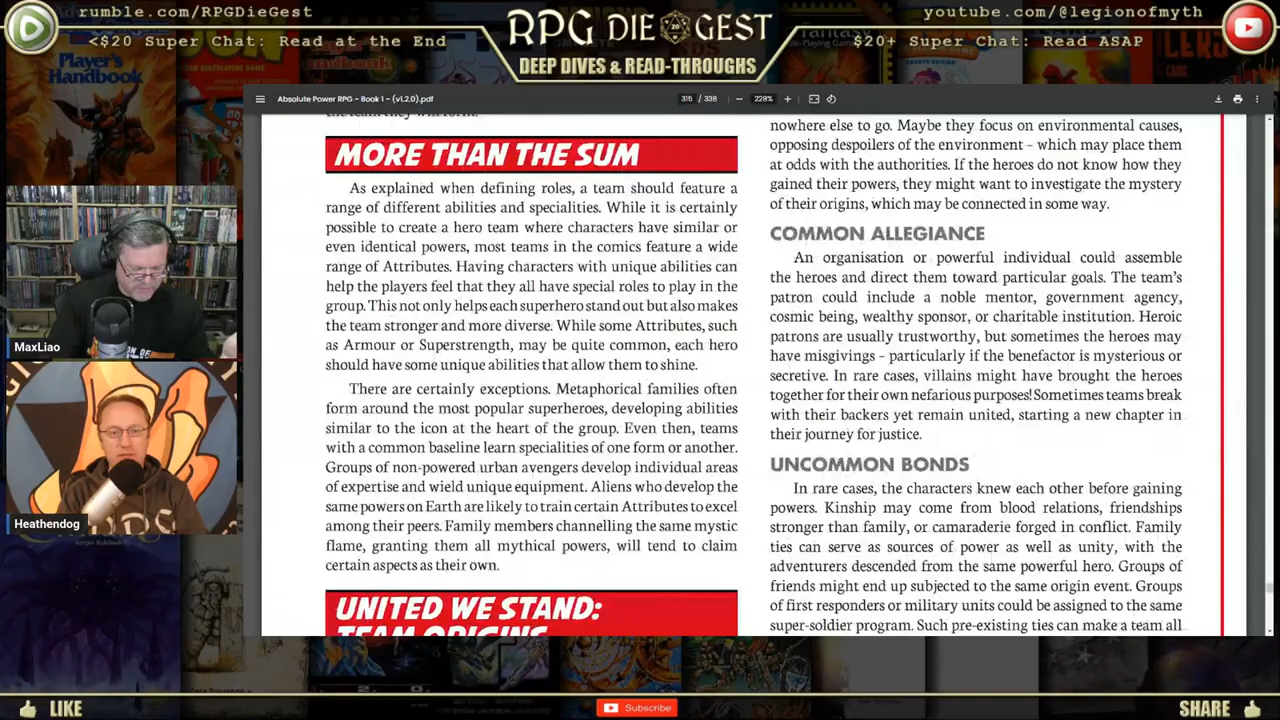 rumble.com/RPGDieGest
<$20 Super Chat: Read at the End
RPG DIE GEST
DEEP DIVES & READ-THROUGHS
youtube.com/@legionofmyth
$20+ Super Chat: Read ASAP
Player's
Handbook
Absolute Power RPG - Book 1 - (v1.2.0).pdf
315 / 338
228%
MORE THAN THE SUM
As explained when defining roles, a team should feature a
range of different abilities and specialities. While it is certainly
possible to create a hero team where characters have similar or
even identical powers, most teams in the comics feature a wide
range of Attributes. Having characters with unique abilities can
help the players feel that they all have special roles to play in the
group. This not only helps each superhero stand out but also makes
the team stronger and more diverse. While some Attributes, such
as Armour or Superstrength, may be quite common, each hero
should have some unique abilities that allow them to shine.
There are certainly exceptions. Metaphorical families often
form around the most popular superheroes, developing abilities
similar to the icon at the heart of the group. Even then, teams
with a common baseline learn specialities of one form or another.
Groups of non-powered urban avengers develop individual areas
of expertise and wield unique equipment. Aliens who develop the
same powers on Earth are likely to train certain Attributes to excel
among their peers. Family members channelling the same mystic
flame, granting them all mythical powers, will tend to claim
certain aspects as their own.
UNITED WE STAND:
TEAM ORIGINS
nowhere else to go. Maybe they focus on environmental causes,
opposing despoilers of the environment – which may place them
at odds with the authorities. If the heroes do not know how they
gained their powers, they might want to investigate the mystery
of their origins, which may be connected in some way.
COMMON ALLEGIANCE
An organisation or powerful individual could assemble
the heroes and direct them toward particular goals. The team's
patron could include a noble mentor, government agency,
cosmic being, wealthy sponsor, or charitable institution. Heroic
patrons are usually trustworthy, but sometimes the heroes may
have misgivings – particularly if the benefactor is mysterious or
secretive. In rare cases, villains might have brought the heroes
together for their own nefarious purposes! Sometimes teams break
with their backers yet remain united, starting a new chapter in
their journey for justice.
UNCOMMON BONDS
In rare cases, the characters knew each other before gaining
powers. Kinship may come from blood relations, friendships
stronger than family, or camaraderie forged in conflict. Family
ties can serve as sources of power as well as unity, with the
adventurers descended from the same powerful hero. Groups of
friends might end up subjected to the same origin event. Groups
of first responders or military units could be assigned to the same
super-soldier program. Such pre-existing ties can make a team all
MaxLiao
Heathendog
LIKE
Subscribe
SHARE